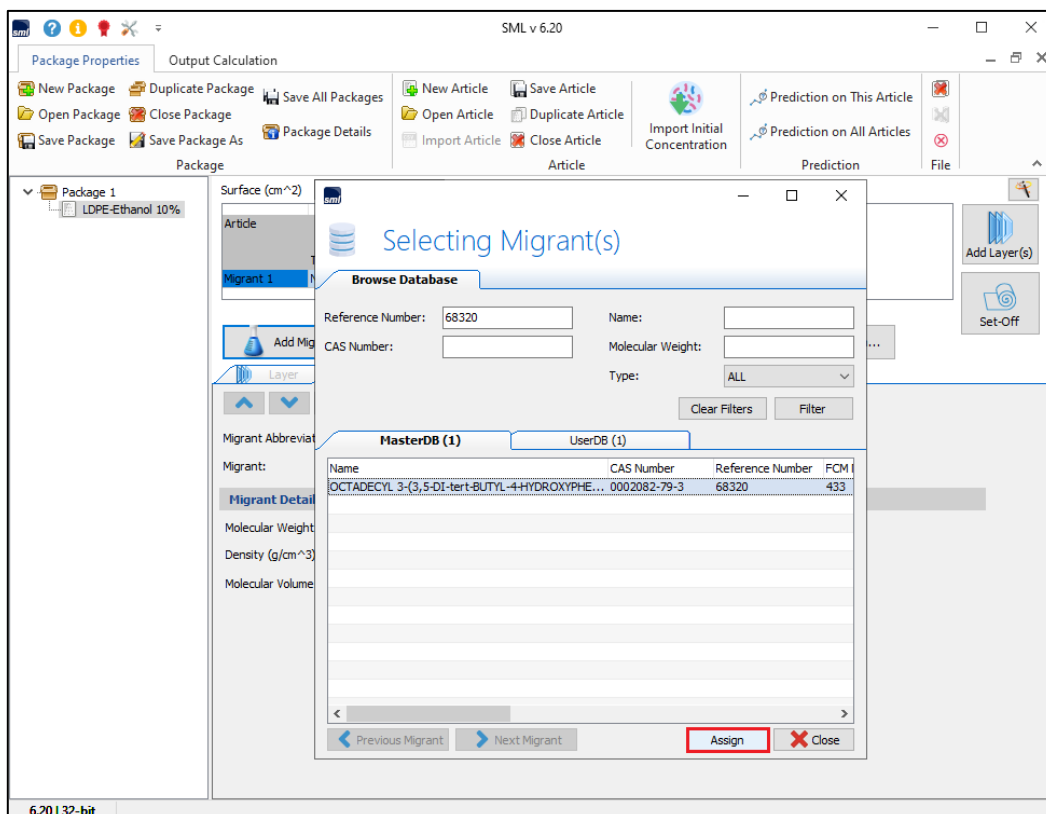 sml
SML v 6.20
Package Properties Output Calculation
New Package Duplicate Package Save All Packages New Article Save Article Prediction on This Article
Open Package Close Package Open Article Duplicate Article Import Initial Concentration Prediction on All Articles
Save Package Save Package As Package Details Import Article Close Article
Package Article Prediction File
Package 1
LDPE-Ethanol 10%
Surface (cm^2)
Article
Migrant 1
Add Mig
...
Layer
Migrant Abbreviat
Migrant:
Migrant Detail
Molecular Weight
Density (g/cm^3)
Molecular Volume
Add Layer(s)
Set-Off
sml
Selecting Migrant(s)
Browse Database
Reference Number: 68320 Name:
CAS Number: Molecular Weight:
Type: ALL
Clear Filters Filter
MasterDB (1) UserDB (1)
Name CAS Number Reference Number FCM
OCTADECYL 3-(3,5-DI-tert-BUTYL-4-HYDROXYPHE... 0002082-79-3 68320 433
Previous Migrant Next Migrant Assign Close
6.20 | 32-bit